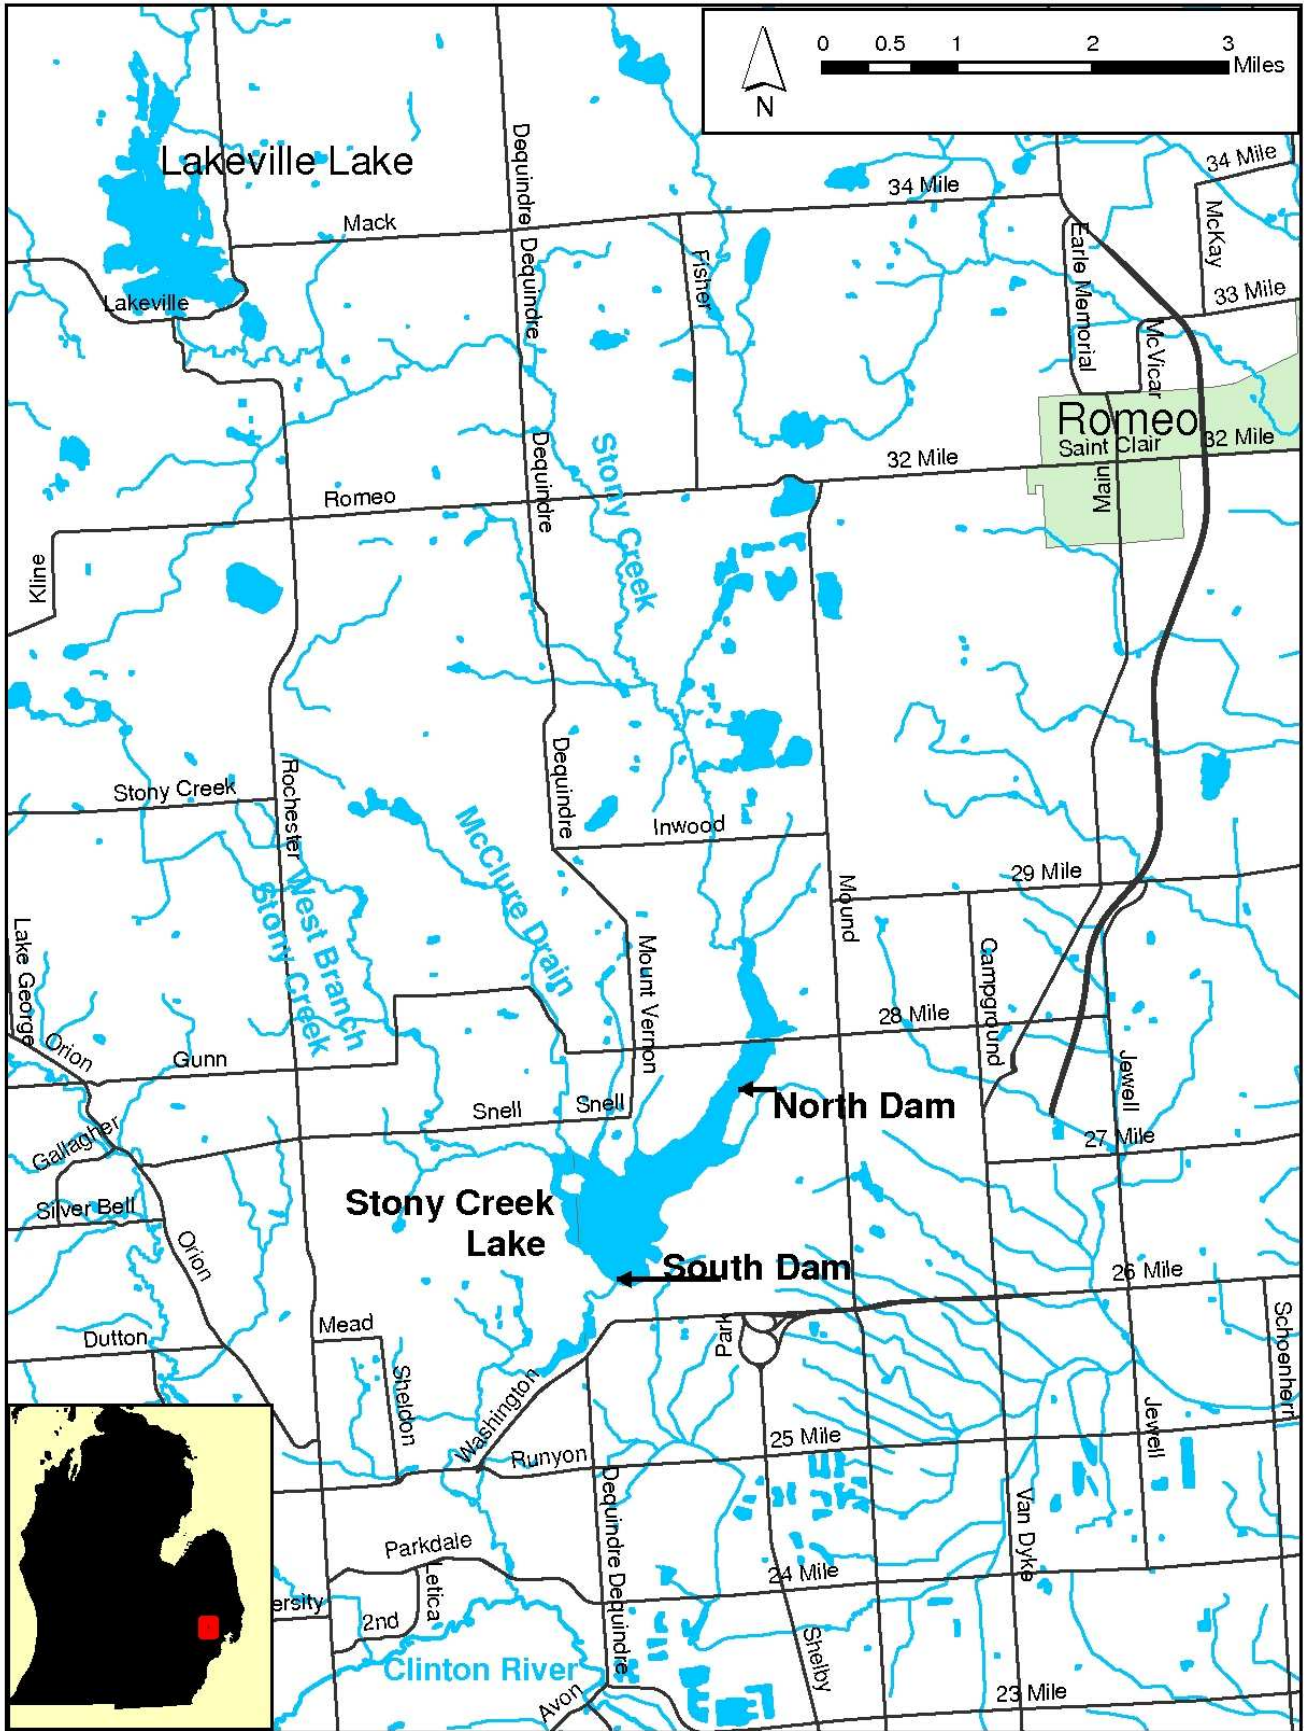 0 0.5 1 2 3
Miles
N
Lakeville Lake
Dequindre
34 Mile
34 Mile
Mack
McKay
Dequindre
Fisher
Earle Memorial
33 Mile
Lakeville
McVicar
Romeo
Saint Clair
32 Mile
32 Mile
Dequindre
Stony Creek
Romeo
Main
Kline
Stony Creek
Rochester
Dequindre
McClure Drain
Inwood
29 Mile
Mound
West Branch
Stony Creek
Lake George
Mount Vernon
Campground
28 Mile
Orion
Gunn
Jewell
North Dam
Snell
Snell
Gallagher
27 Mile
Silver Bell
Stony Creek
Lake
Orion
South Dam
26 Mile
Dutton
Mead
Park
Schoenherr
Sheldon
Washington
25 Mile
Jewell
Runyon
Dequindre
Van Dyke
Parkdale
24 Mile
Letica
Dequindre
ersity
2nd
Shelby
Clinton River
23 Mile
Avon